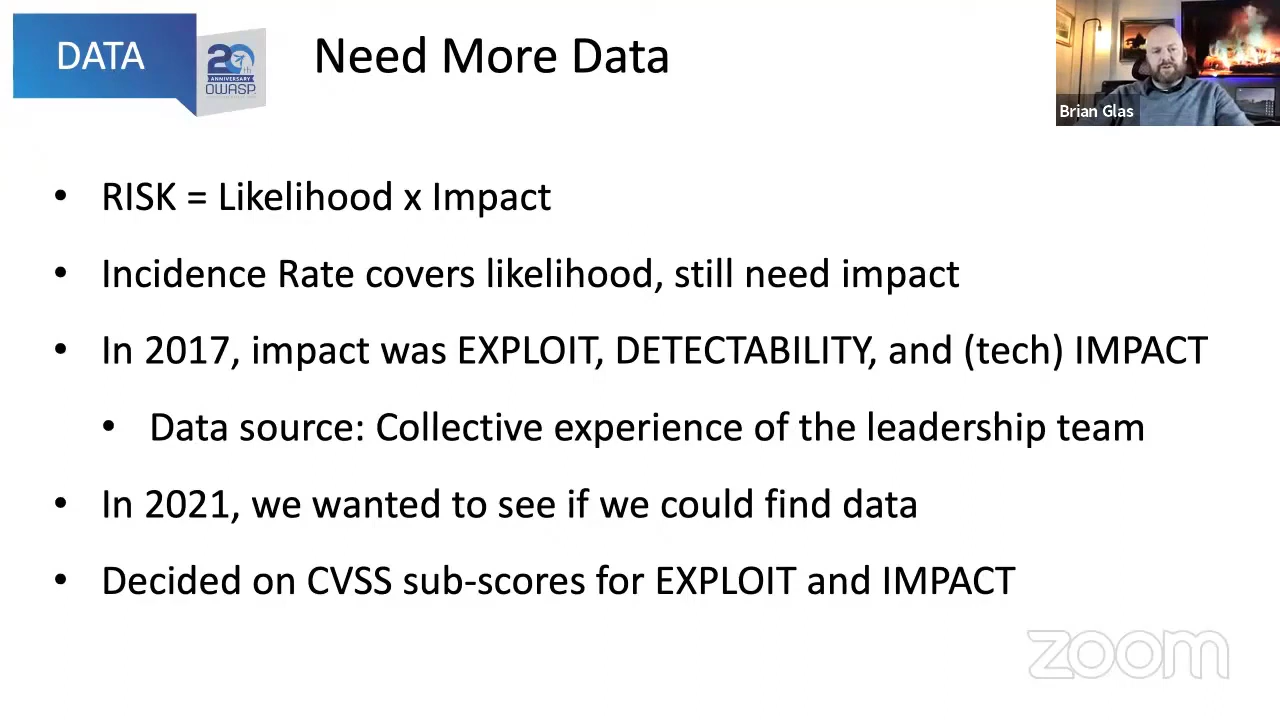 DATA
20
ANNIVERSARY
OWASP
Need More Data
Brian Glas
• RISK = Likelihood x Impact
• Incidence Rate covers likelihood, still need impact
• In 2017, impact was EXPLOIT, DETECTABILITY, and (tech) IMPACT
• Data source: Collective experience of the leadership team
• In 2021, we wanted to see if we could find data
• Decided on CVSS sub-scores for EXPLOIT and IMPACT
zoom